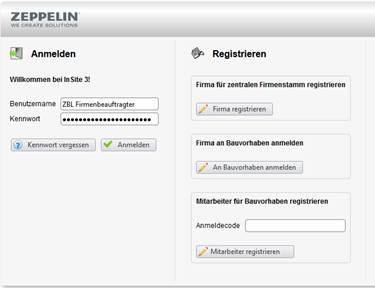 ZEPPELIN
WE CREATE SOLUTIONS
Anmelden
Willkommen bei InSite 3!
Benutzername ZBL Firmenbeauftragter
Kennwort
Kennwort vergessen
Anmelden
Registrieren
Firma für zentralen Firmenstamm registrieren
Firma registrieren
Firma an Bauvorhaben anmelden
An Bauvorhaben anmelden
Mitarbeiter für Bauvorhaben registrieren
Anmeldecode
Mitarbeiter registrieren